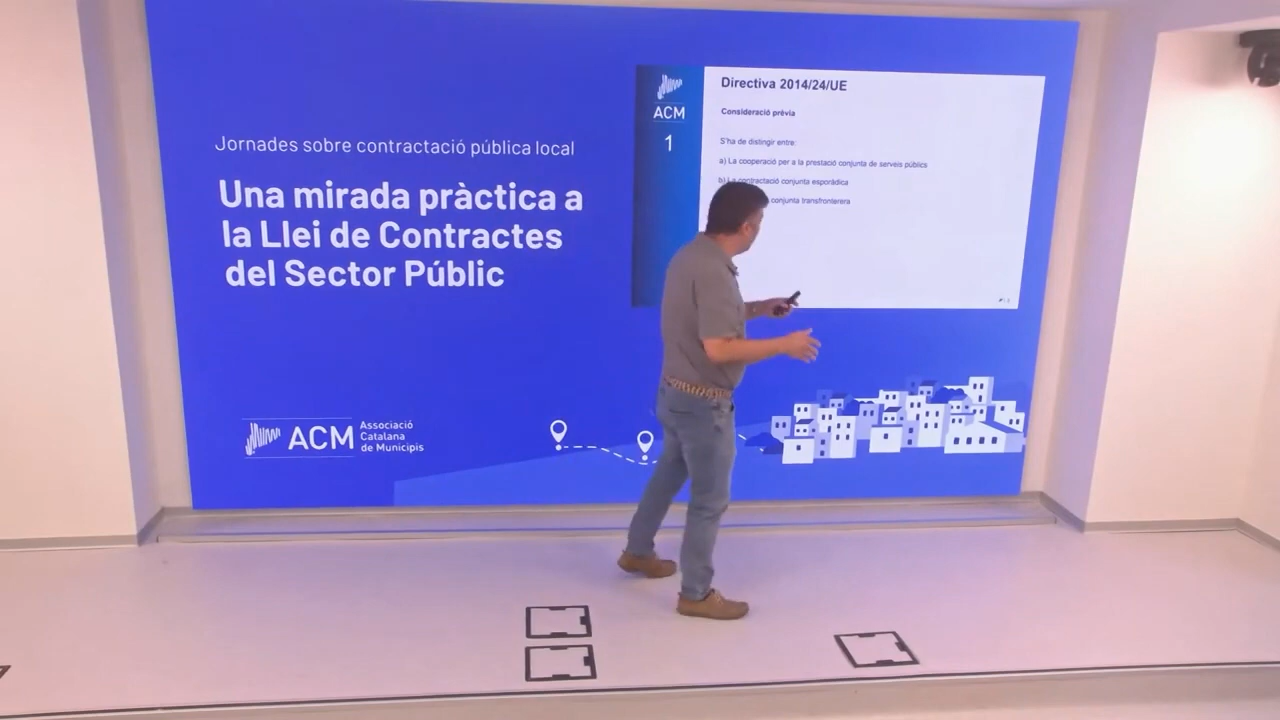 Jornades sobre contractació pública local
Una mirada pràctica a
la Llei de Contractes
del Sector Públic
ACM
Associació
Catalana
de Municipis
ACM
1
Directiva 2014/24/UE
Consideració prèvia
S'ha de distingir entre:
a) La cooperació per a la prestació conjunta de serveis públics
b) La contractació conjunta esporàdica
conjunta transfronterera